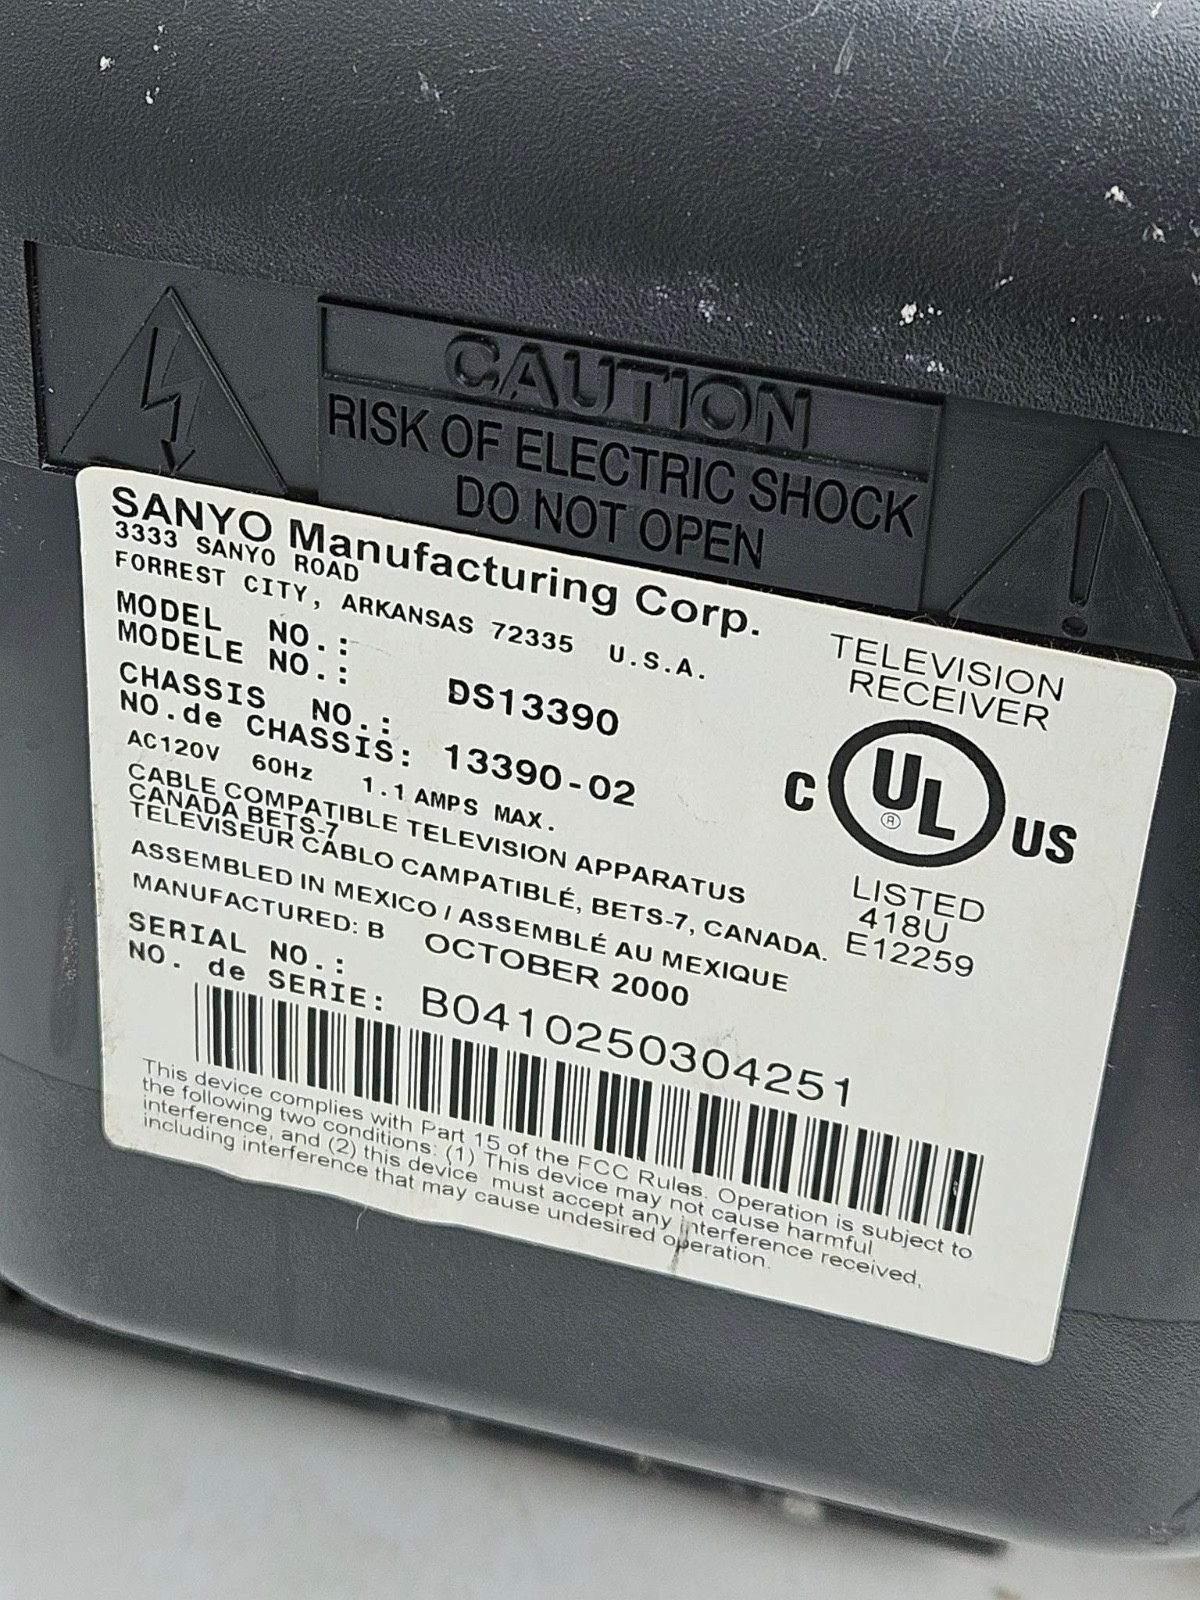 CAUTION
RISK OF ELECTRIC SHOCK
DO NOT OPEN
SANYO Manufacturing Corp.
3333 SANYO ROAD
FORREST CITY, ARKANSAS 72335 U.S.A.
MODEL NO.:
MODELE NO.: DS13390
CHASSIS NO.:
NO.de CHASSIS: 13390-02
AC120V 60Hz 1.1 AMPS MAX.
CABLE COMPATIBLE TELEVISION APPARATUS
CANADA BETS-7
TELEVISEUR CÂBLO CAMPATIBLÉ, BETS-7, CANADA.
ASSEMBLED IN MEXICO / ASSEMBLÉ AU MEXIQUE
MANUFACTURED: B OCTOBER 2000
SERIAL NO.:
NO. de SERIE: B0410250304251
This device complies with Part 15 of the FCC Rules. Operation is subject to
the following two conditions: (1) This device may not cause harmful
interference, and (2) this device must accept any interference received,
including interference that may cause undesired operation.
TELEVISION
RECEIVER
C UL ® US
LISTED
418U
E12259